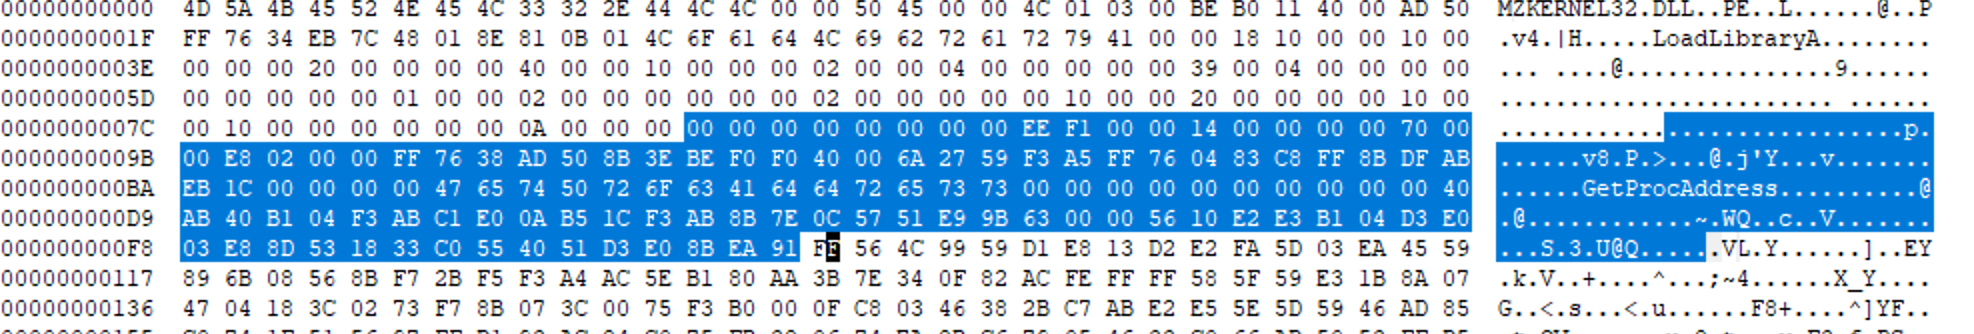 00000000000 4D 5A 4B 45 52 4E 45 4C 33 32 2E 44 4C 4C 00 00 50 45 00 00 4C 01 03 00 BE B0 11 40 00 AD 50 MZKERNEL32.DLL..PE..L......@..P
0000000001F FF 76 34 EB 7C 48 01 8E 81 0B 01 4C 6F 61 64 4C 69 62 72 61 72 79 41 00 00 18 10 00 00 10 00 .v4.|H.....LoadLibraryA........
0000000003E 00 00 00 20 00 00 00 00 40 00 00 10 00 00 00 02 00 00 04 00 00 00 00 00 39 00 04 00 00 00 00 ... ....@...............9......
0000000005D 00 00 00 00 00 01 00 00 02 00 00 00 00 00 00 02 00 00 00 00 00 10 00 00 20 00 00 00 00 10 00 ........................ ......
0000000007C 00 10 00 00 00 00 00 00 0A 00 00 00 00 00 00 00 00 00 00 00 EE F1 00 00 14 00 00 00 00 70 00 .............................p.
0000000009B 00 E8 02 00 00 FF 76 38 AD 50 8B 3E BE F0 F0 40 00 6A 27 59 F3 A5 FF 76 04 83 C8 FF 8B DF AB ......v8.P.>...@.j'Y...v.......
000000000BA EB 1C 00 00 00 00 47 65 74 50 72 6F 63 41 64 64 72 65 73 73 00 00 00 00 00 00 00 00 00 00 40 ......GetProcAddress..........@
000000000D9 AB 40 B1 04 F3 AB C1 E0 0A B5 1C F3 AB 8B 7E 0C 57 51 E9 9B 63 00 00 56 10 E2 E3 B1 04 D3 E0 .@............~.WQ..c..V.......
000000000F8 03 E8 8D 53 18 33 C0 55 40 51 D3 E0 8B EA 91 FF 56 4C 99 59 D1 E8 13 D2 E2 FA 5D 03 EA 45 59 ...S.3.U@Q......VL.Y......]..EY
00000000117 89 6B 08 56 8B F7 2B F5 F3 A4 AC 5E B1 80 AA 3B 7E 34 0F 82 AC FE FF FF 58 5F 59 E3 1B 8A 07 .k.V..+....^...;~4......X_Y....
00000000136 47 04 18 3C 02 73 F7 8B 07 3C 00 75 F3 B0 00 0F C8 03 46 38 2B C7 AB E2 E5 5E 5D 59 46 AD 85 G..<.s...<.u......F8+....^]YF..